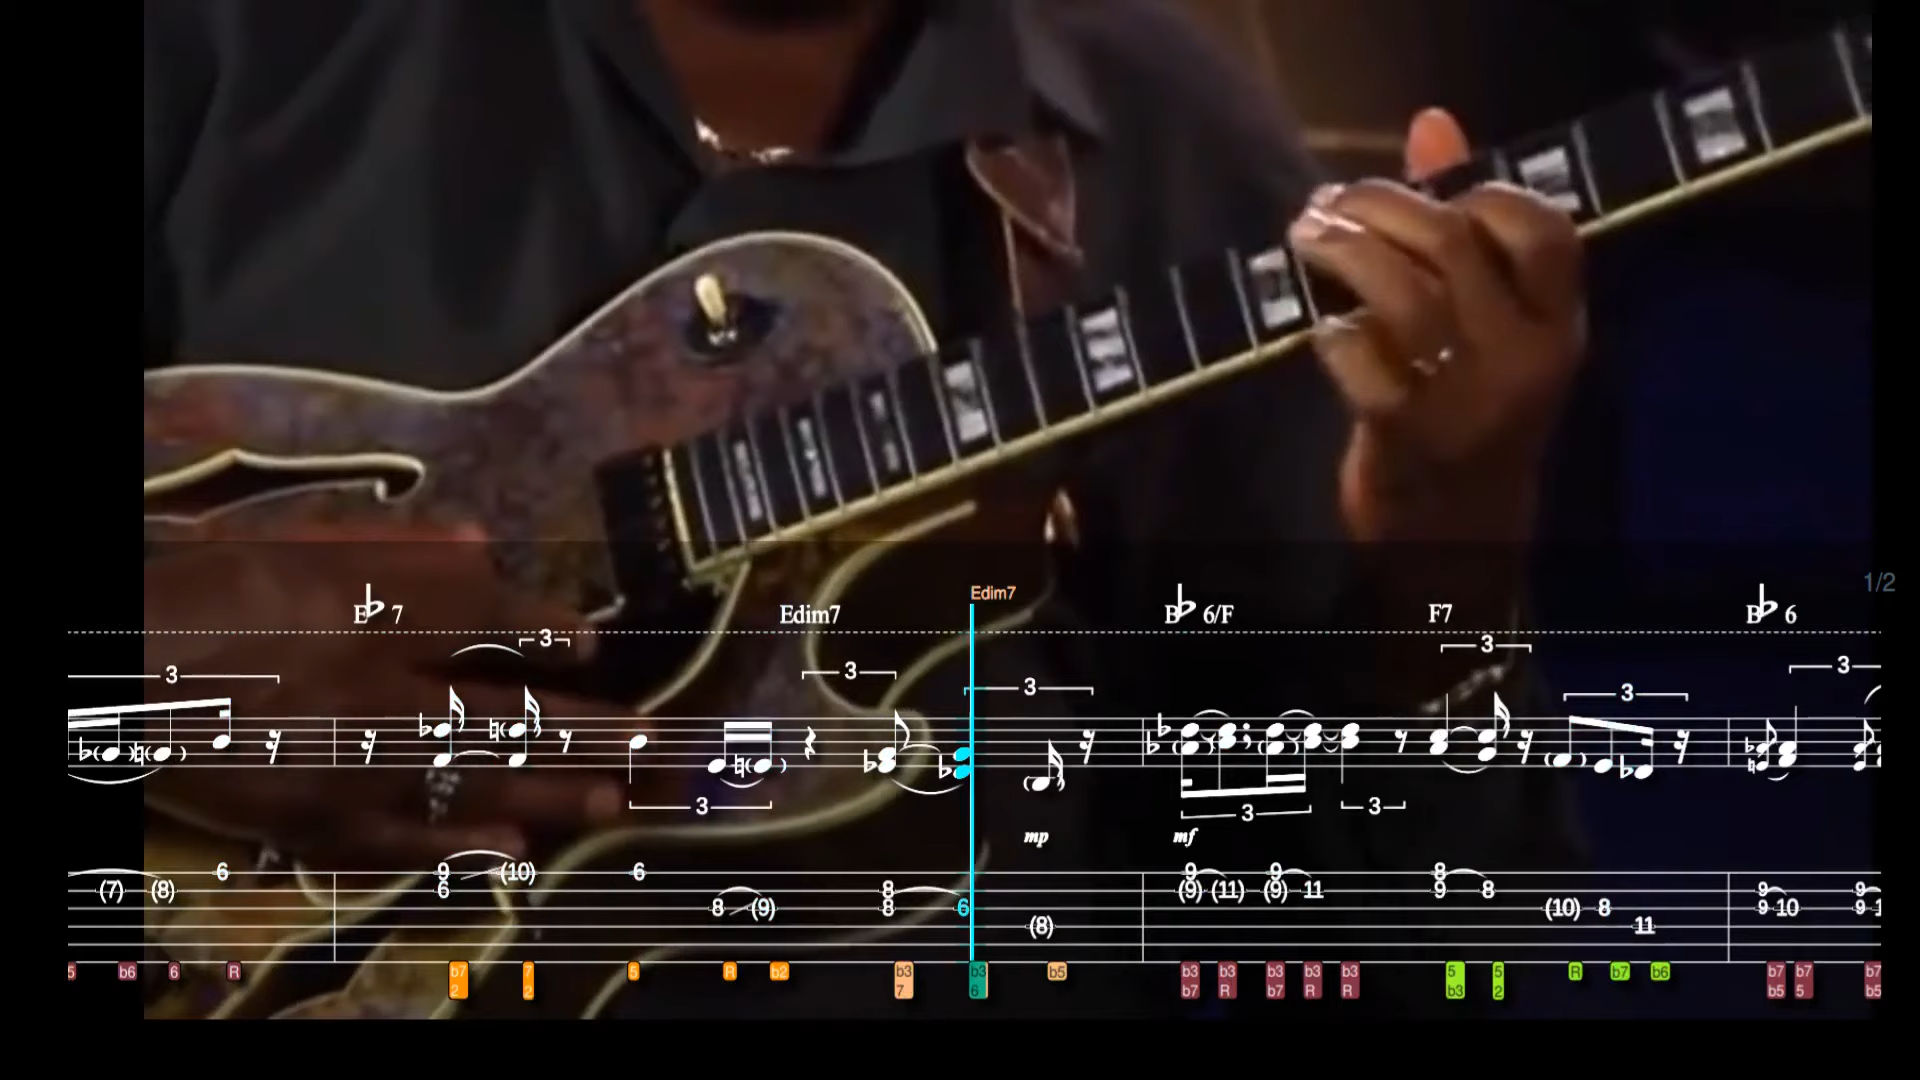 1/2
Edim7
E♭7 Edim7 B♭6/F F7 B♭6
3 3 3 3 3 3 3
3 3 3
mp mf
6 9 (10) 6 8 9 9 8 9
(7) (8) 6 8 (9) (11) (9) 11 9 8 9 9
8 (9) 8 6 (10) 8 9 10 9 1
(8) 11
5 b6 6 R b7 7 5 R b2 b3 b3 b5 b3 b3 b3 b3 b3 5 5 R b7 b6 b7 b7 b7
2 2 7 6 b7 R b7 R R b3 2 b5 5 b5